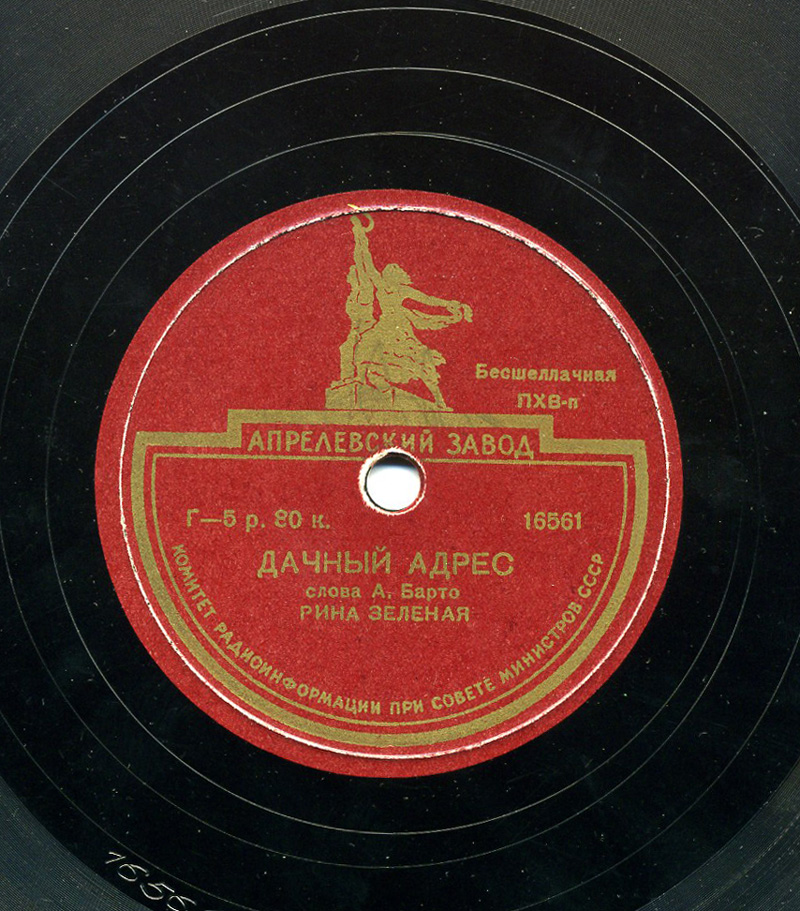 Бесшеллачная
ПХВ-п
АПРЕЛЕВСКИЙ ЗАВОД
Г—5 р. 80 к.
16561
ДАЧНЫЙ АДРЕС
слова А. Барто
РИНА ЗЕЛЕНАЯ
КОМИТЕТ РАДИОИНФОРМАЦИИ ПРИ СОВЕТЕ МИНИСТРОВ СССР